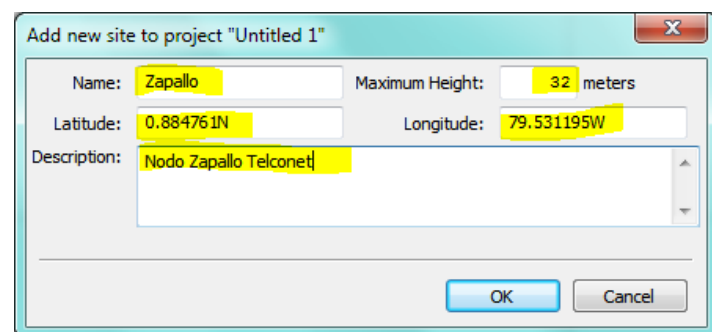 Add new site to project "Untitled 1"
Name: Zapallo Maximum Height: 32 meters
Latitude: 0.884761N Longitude: 79.531195W
Description: Nodo Zapallo Telconet
OK Cancel